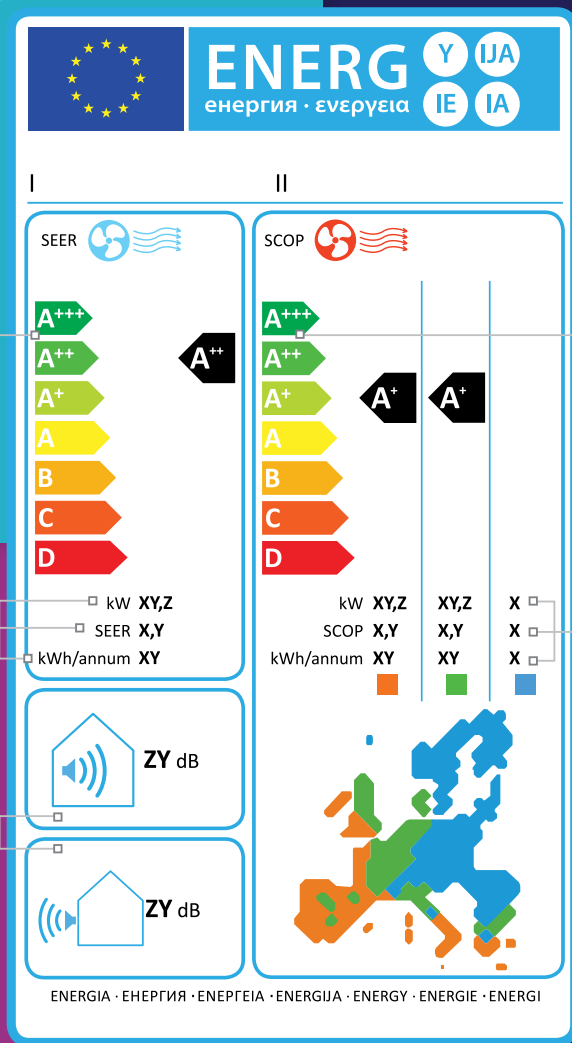 ENERG Y IJA
енергия · ενεργεια IE IA
I II
SEER
A+++
A++
A+
A
B
C
D
A++
kW XY,Z
SEER X,Y
kWh/annum XY
SCOP
A+++
A++
A+
A
B
C
D
A+ A+
kW XY,Z XY,Z X
SCOP X,Y X,Y X
kWh/annum XY XY X
ZY dB
ZY dB
ENERGIA · ЕНЕРГИЯ · ΕΝΕΡΓΕΙΑ · ENERGIJA · ENERGY · ENERGIE · ENERGI